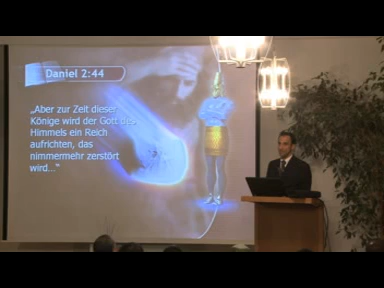 Daniel 2:44
„Aber zur Zeit dieser
Könige wird der Gott des
Himmels ein Reich
aufrichten, das
nimmermehr zerstört
wird…“